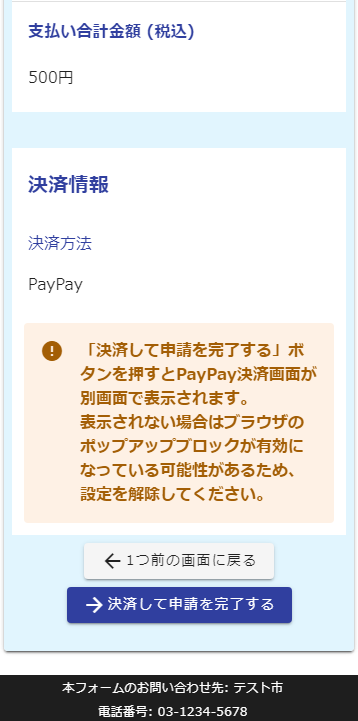 支払い合計金額 (税込)
500円
決済情報
決済方法
PayPay
「決済して申請を完了する」ボ
タンを押すとPayPay決済画面が
別画面で表示されます。
表示されない場合はブラウザの
ポップアップブロックが有効に
なっている可能性があるため、
設定を解除してください。
1つ前の画面に戻る
決済して申請を完了する
本フォームのお問い合わせ先: テスト市
電話番号: 03-1234-5678